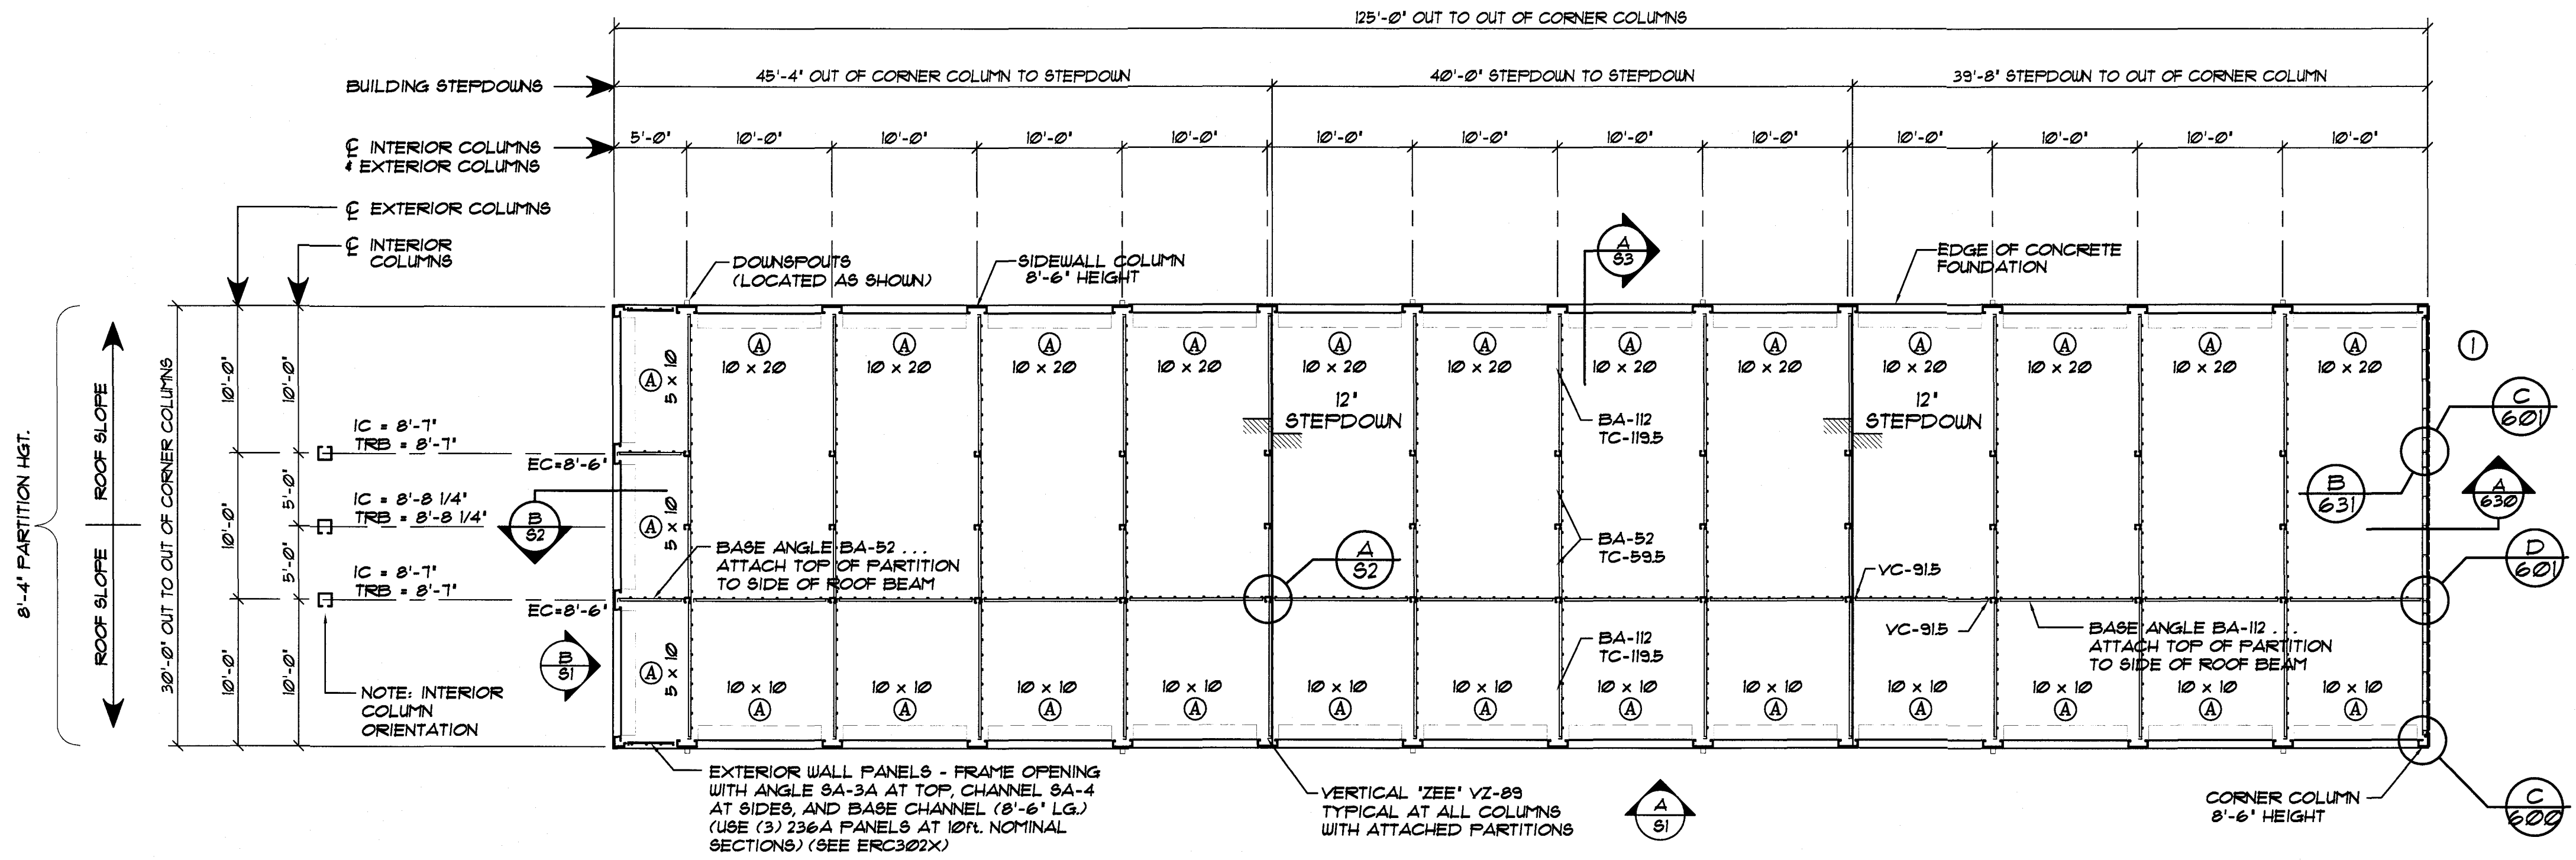 125'-0" OUT TO OUT OF CORNER COLUMNS
BUILDING STEPDOWNS
45'-4" OUT OF CORNER COLUMN TO STEPDOWN
40'-0" STEPDOWN TO STEPDOWN
39'-8" STEPDOWN TO OUT OF CORNER COLUMN
℄ INTERIOR COLUMNS
& EXTERIOR COLUMNS
5'-0" 10'-0" 10'-0" 10'-0" 10'-0" 10'-0" 10'-0" 10'-0" 10'-0" 10'-0" 10'-0" 10'-0" 10'-0"
℄ EXTERIOR COLUMNS
℄ INTERIOR
COLUMNS
DOWNSPOUTS
(LOCATED AS SHOWN)
SIDEWALL COLUMN
8'-6" HEIGHT
A
S3
EDGE OF CONCRETE
FOUNDATION
8'-4" PARTITION HGT.
ROOF SLOPE
ROOF SLOPE
30'-0" OUT TO OUT OF CORNER COLUMNS
10'-0"
10'-0"
10'-0"
10'-0"
5'-0"
5'-0"
10'-0"
IC = 8'-7"
TRB = 8'-7"
EC=8'-6"
IC = 8'-8 1/4"
TRB = 8'-8 1/4"
IC = 8'-7"
TRB = 8'-7"
EC=8'-6"
NOTE: INTERIOR
COLUMN
ORIENTATION
B
S2
B
S1
A 5 x 10
A 5 x 10
A 5 x 10
A A A A A A A A A A A A
10 x 20 10 x 20 10 x 20 10 x 20 10 x 20 10 x 20 10 x 20 10 x 20 10 x 20 10 x 20 10 x 20 10 x 20
12"
STEPDOWN
12"
STEPDOWN
BA-112
TC-119.5
BASE ANGLE BA-52 ...
ATTACH TOP OF PARTITION
TO SIDE OF ROOF BEAM
A
S2
BA-52
TC-59.5
VC-91.5
VC-91.5
BA-112
TC-119.5
BASE ANGLE BA-112 ...
ATTACH TOP OF PARTITION
TO SIDE OF ROOF BEAM
10 x 10 10 x 10 10 x 10 10 x 10 10 x 10 10 x 10 10 x 10 10 x 10 10 x 10 10 x 10 10 x 10 10 x 10
A A A A A A A A A A A A
1
C
601
B
631
A
630
D
601
C
600
EXTERIOR WALL PANELS - FRAME OPENING
WITH ANGLE SA-3A AT TOP, CHANNEL SA-4
AT SIDES, AND BASE CHANNEL (8'-6" LG.)
(USE (3) 236A PANELS AT 10ft. NOMINAL
SECTIONS) (SEE ERC302X)
VERTICAL "ZEE" VZ-89
TYPICAL AT ALL COLUMNS
WITH ATTACHED PARTITIONS
A
S1
CORNER COLUMN
8'-6" HEIGHT